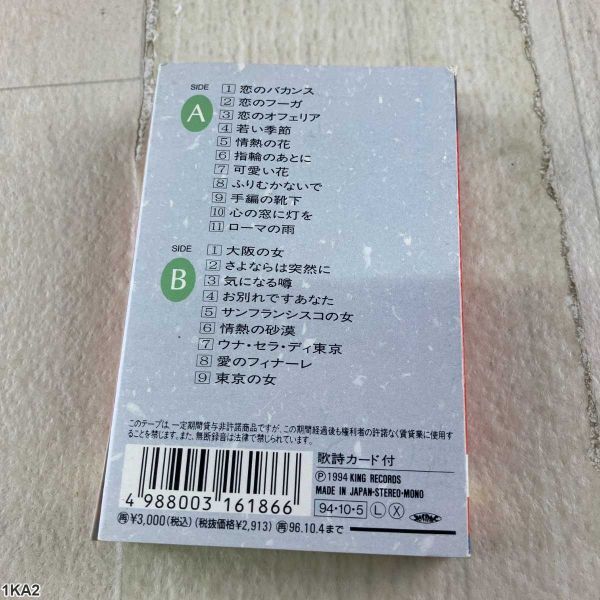 SIDE
A
1 恋のバカンス
2 恋のフーガ
3 恋のオフェリア
4 若い季節
5 情熱の花
6 指輪のあとに
7 可愛い花
8 ふりむかないで
9 手編の靴下
10 心の窓に灯を
11 ローマの雨
SIDE
B
1 大阪の女
2 さよならは突然に
3 気になる噂
4 お別れですあなた
5 サンフランシスコの女
6 情熱の砂漠
7 ウナ・セラ・ディ東京
8 愛のフィナーレ
9 東京の女
このテープは、一定期間貸与非許諾商品ですが、この期間経過後も権利者の許諾なく賃貸業に使用す
ることを禁じます。また、無断録音は法律で禁じられています。
4 988003 161866
再¥3,000(税込)(税抜価格¥2,913) 再96.10.4まで
歌詩カード付
Ⓟ1994 KING RECORDS
MADE IN JAPAN-STEREO-MONO
94・10・5 Ⓛ Ⓧ
1KA2